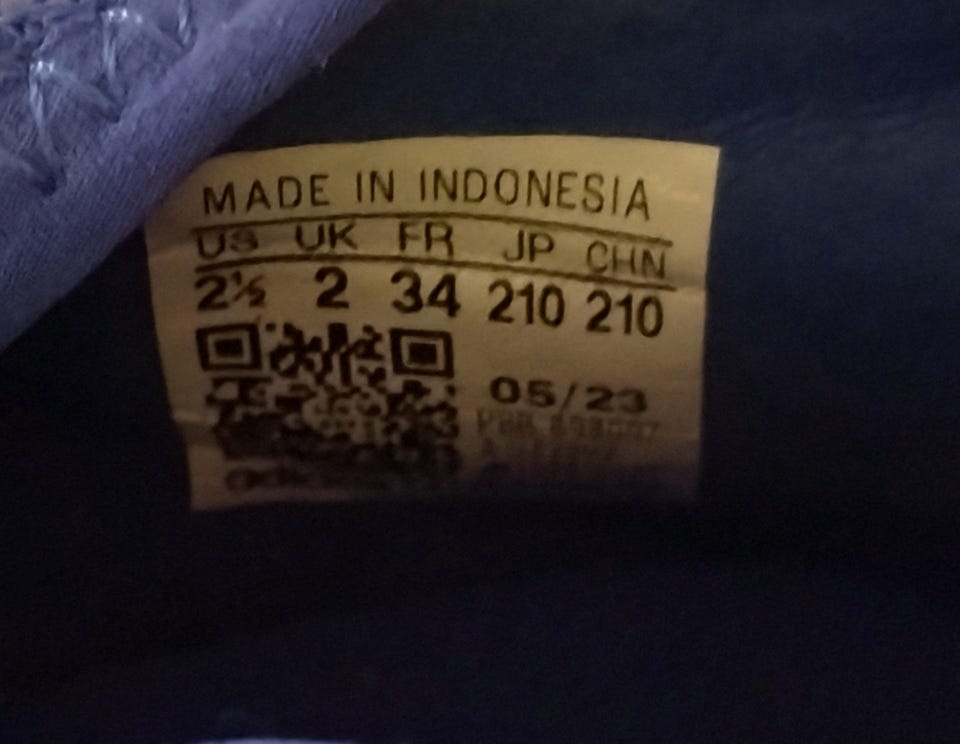 MADE IN INDONESIA
US UK FR JP CHN
2½ 2 34 210 210
05/23